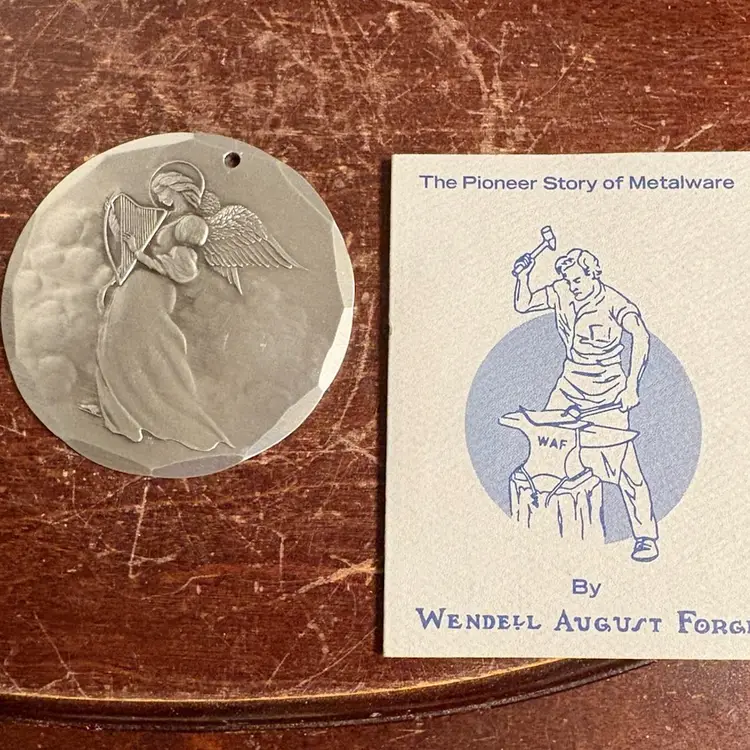 The Pioneer Story of Metalware
WAF
By
WENDELL AUGUST FORGE